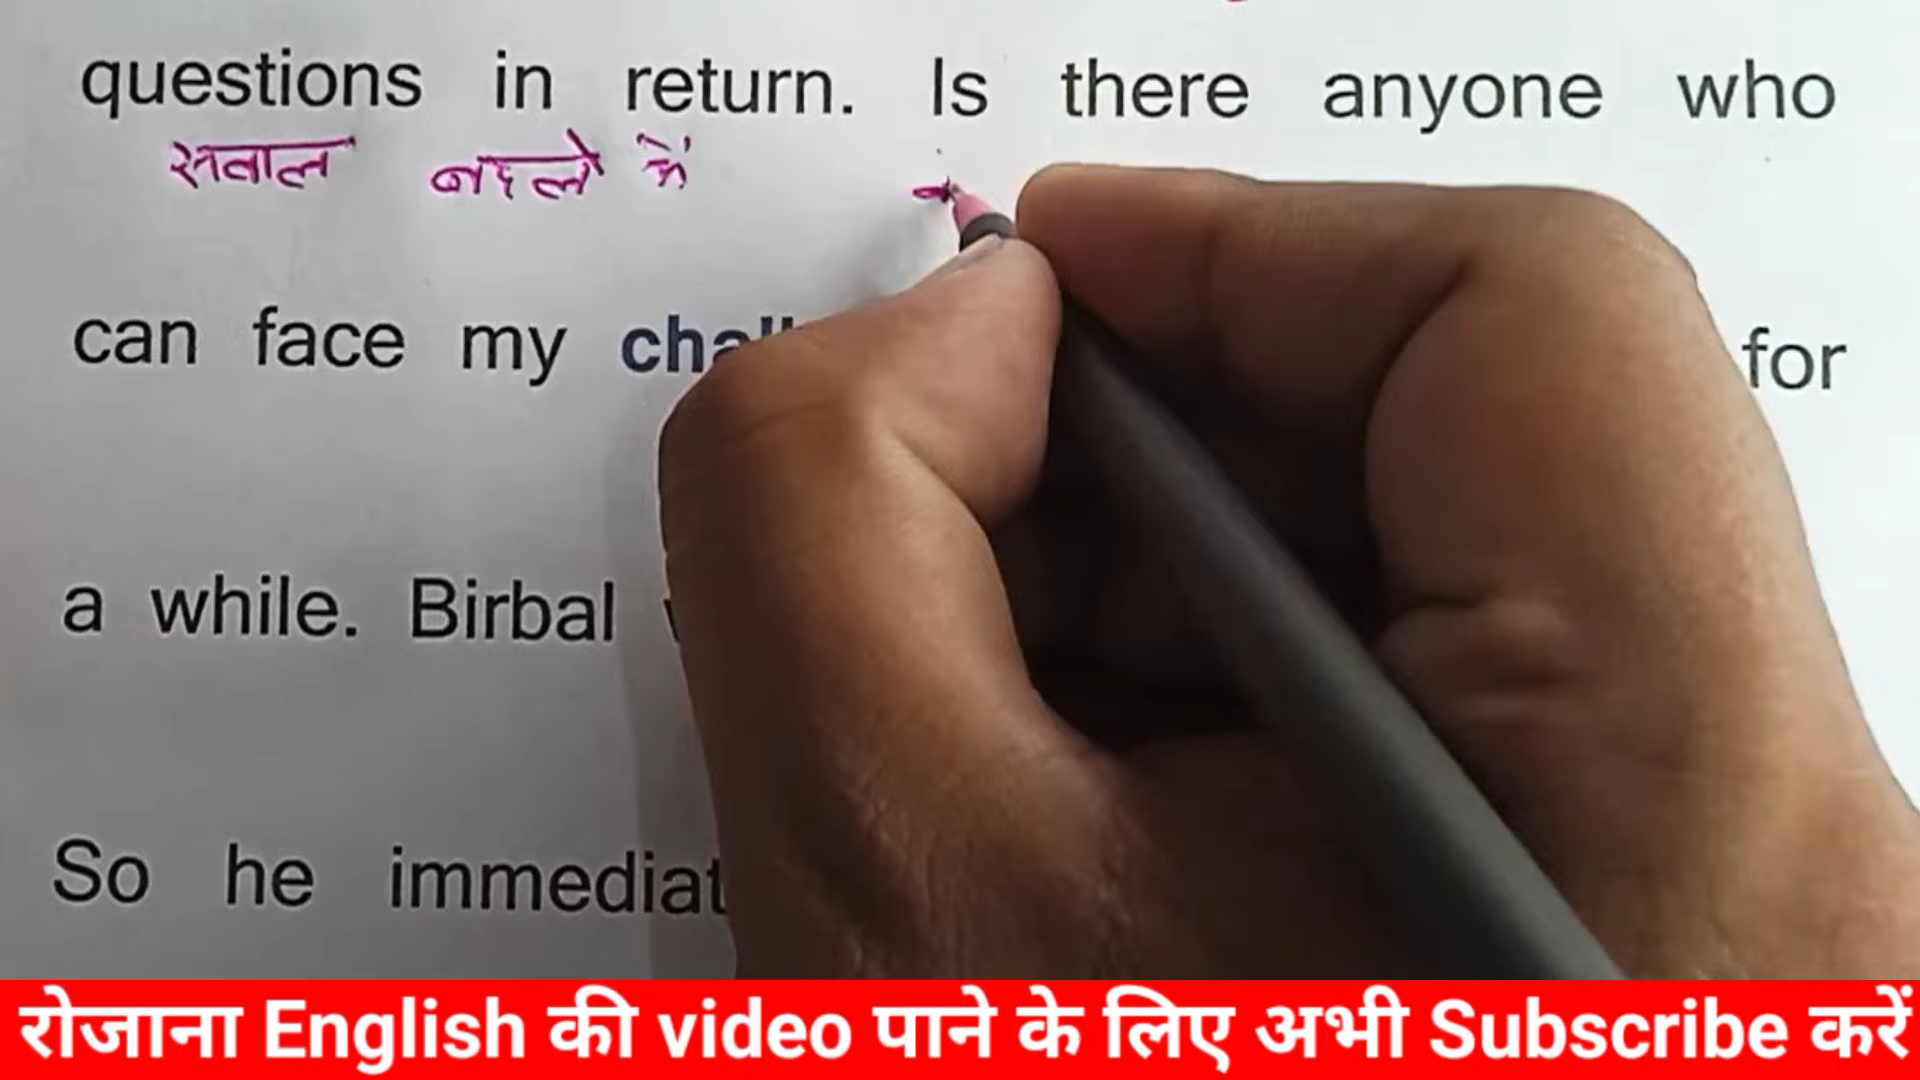 questions in return. Is there anyone who
सवाल बदले में
can face my chall for
a while. Birbal
So he immediat
रोजाना English की video पाने के लिए अभी Subscribe करें